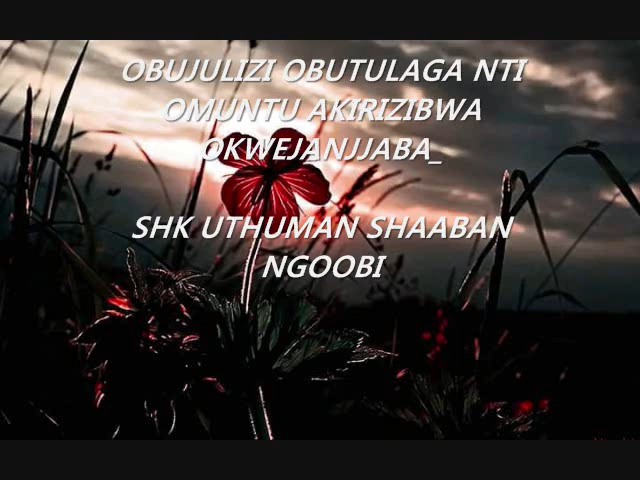 OBUJULIZI OBUTULAGA NTI
OMUNTU AKIRIZIBWA
OKWEJANJJABA_
SHK UTHUMAN SHAABAN
NGOOBI